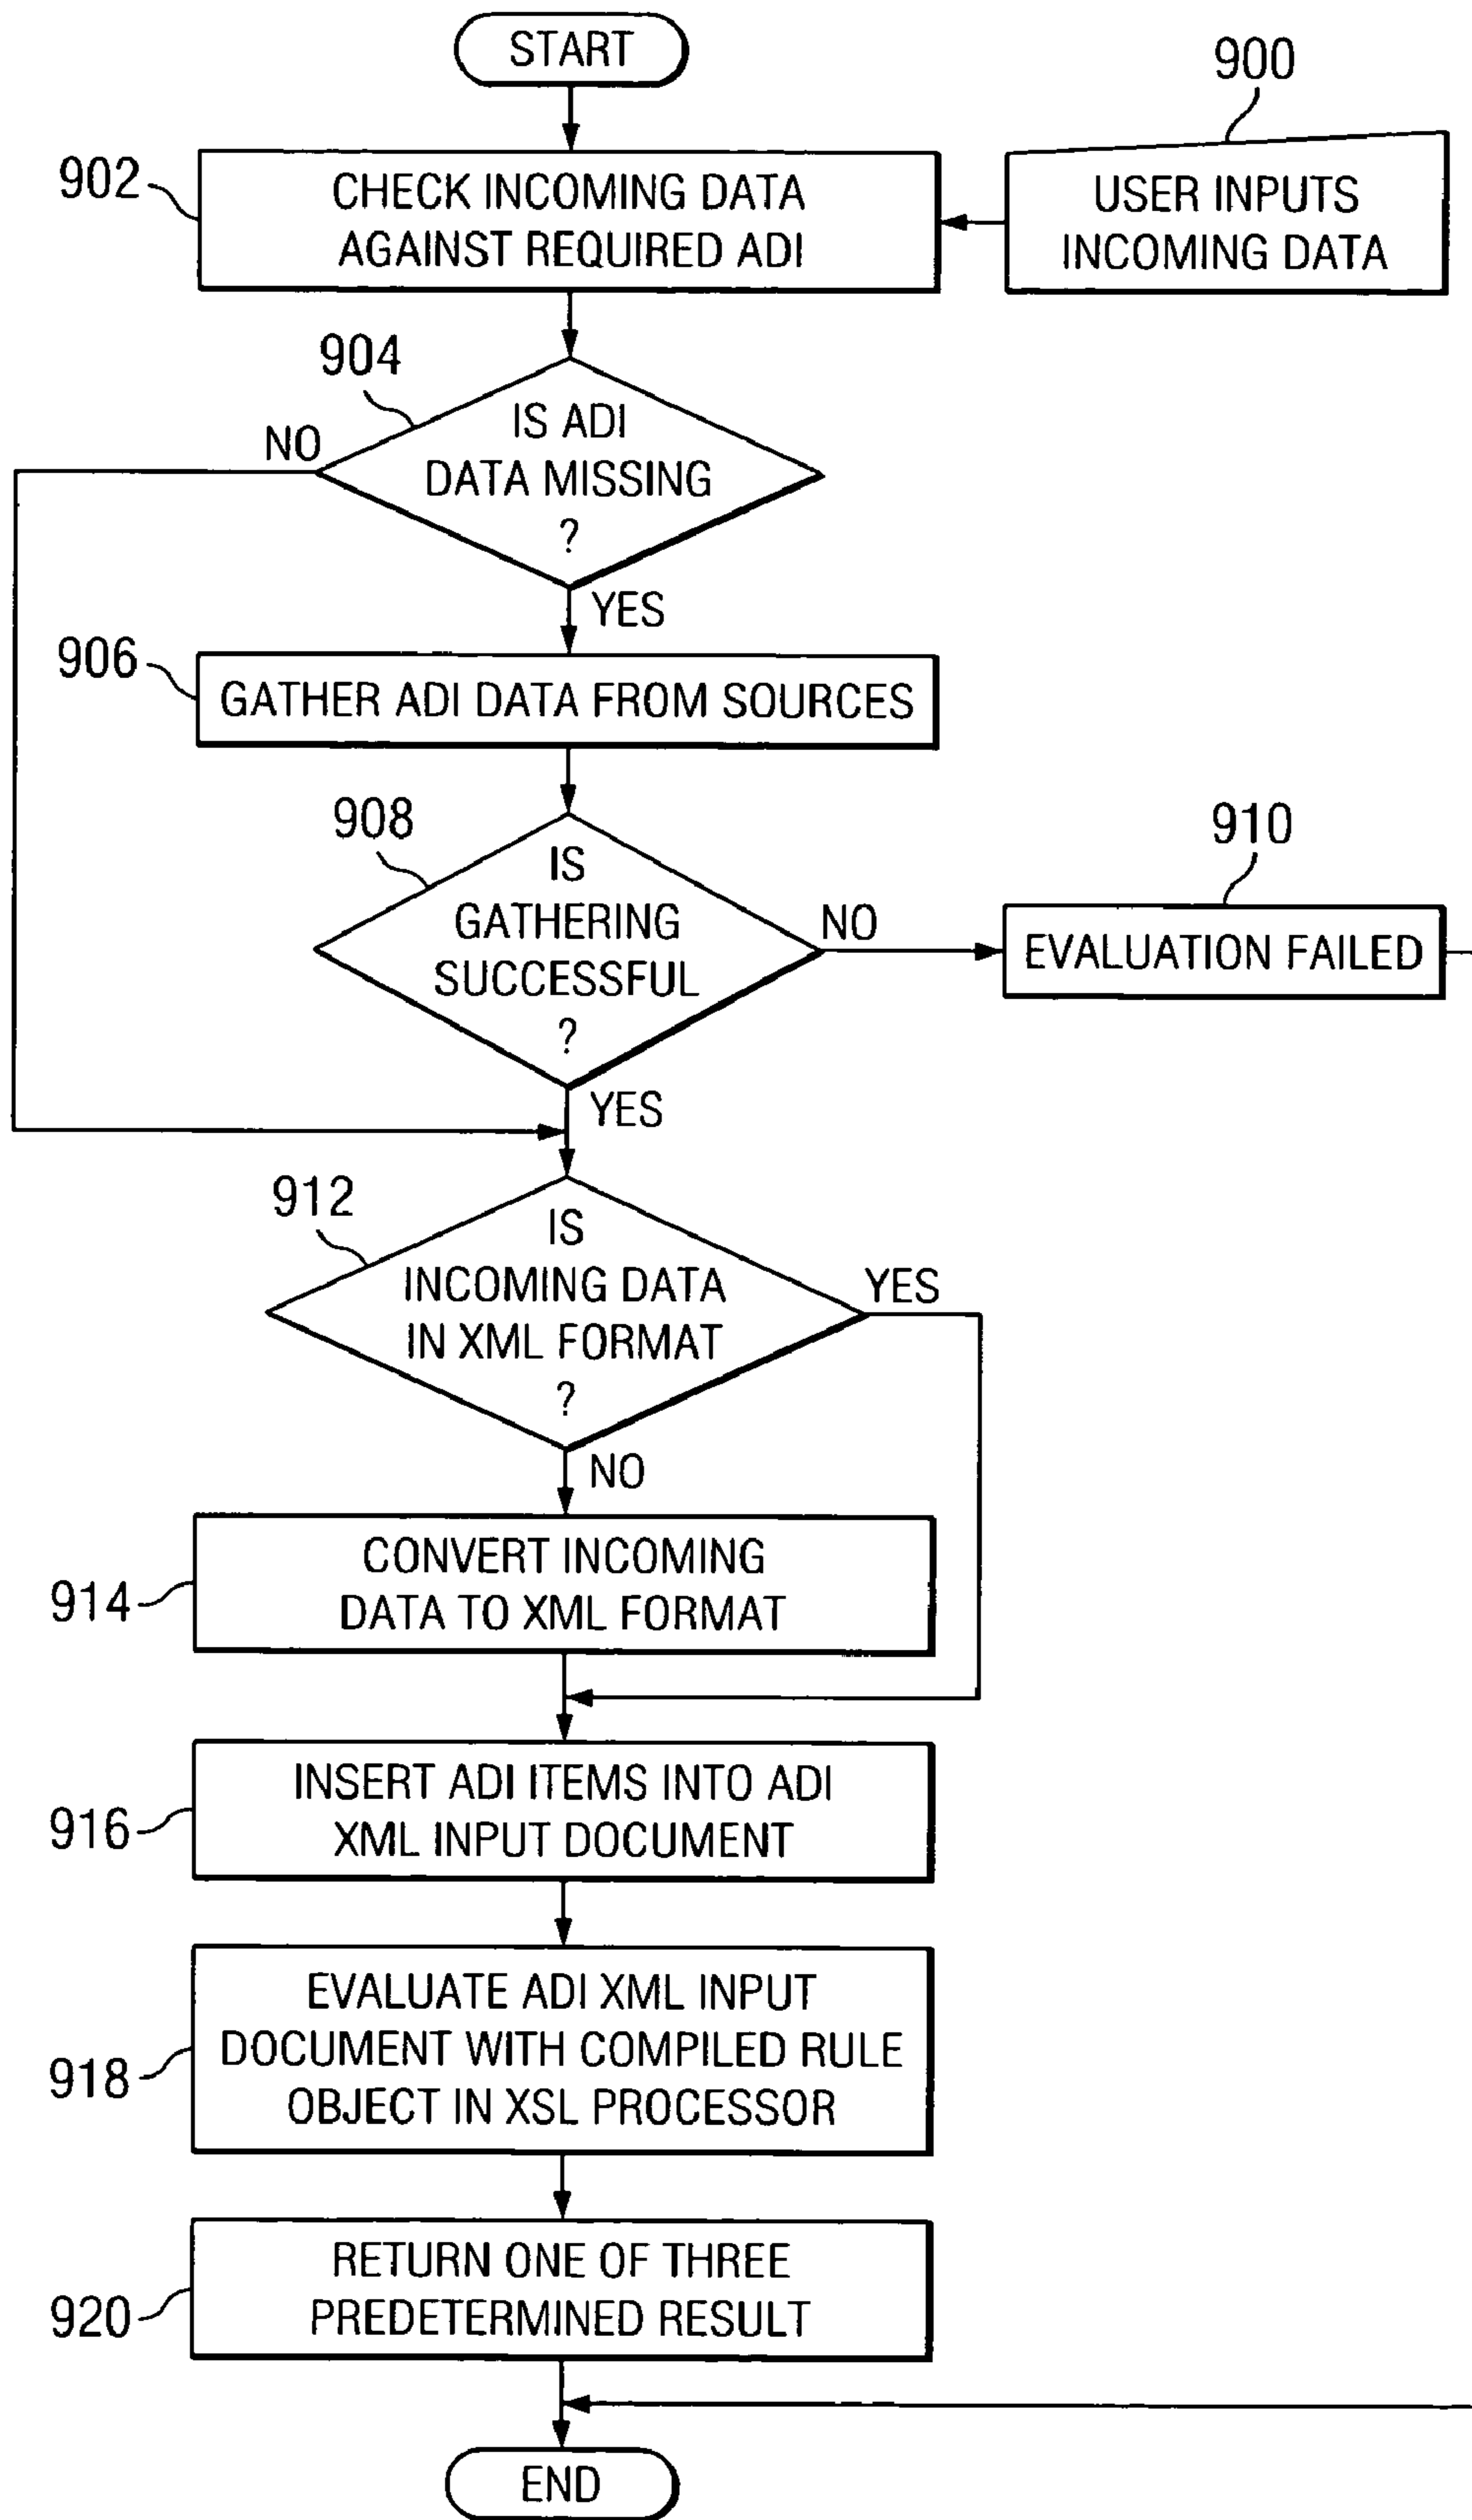 START
900
902
CHECK INCOMING DATA
AGAINST REQUIRED ADI
USER INPUTS
INCOMING DATA
904
NO
IS ADI
DATA MISSING
?
YES
906
GATHER ADI DATA FROM SOURCES
908
IS
GATHERING
SUCCESSFUL
?
NO
910
EVALUATION FAILED
YES
912
IS
INCOMING DATA
IN XML FORMAT
?
YES
NO
914
CONVERT INCOMING
DATA TO XML FORMAT
916
INSERT ADI ITEMS INTO ADI
XML INPUT DOCUMENT
918
EVALUATE ADI XML INPUT
DOCUMENT WITH COMPILED RULE
OBJECT IN XSL PROCESSOR
920
RETURN ONE OF THREE
PREDETERMINED RESULT
END